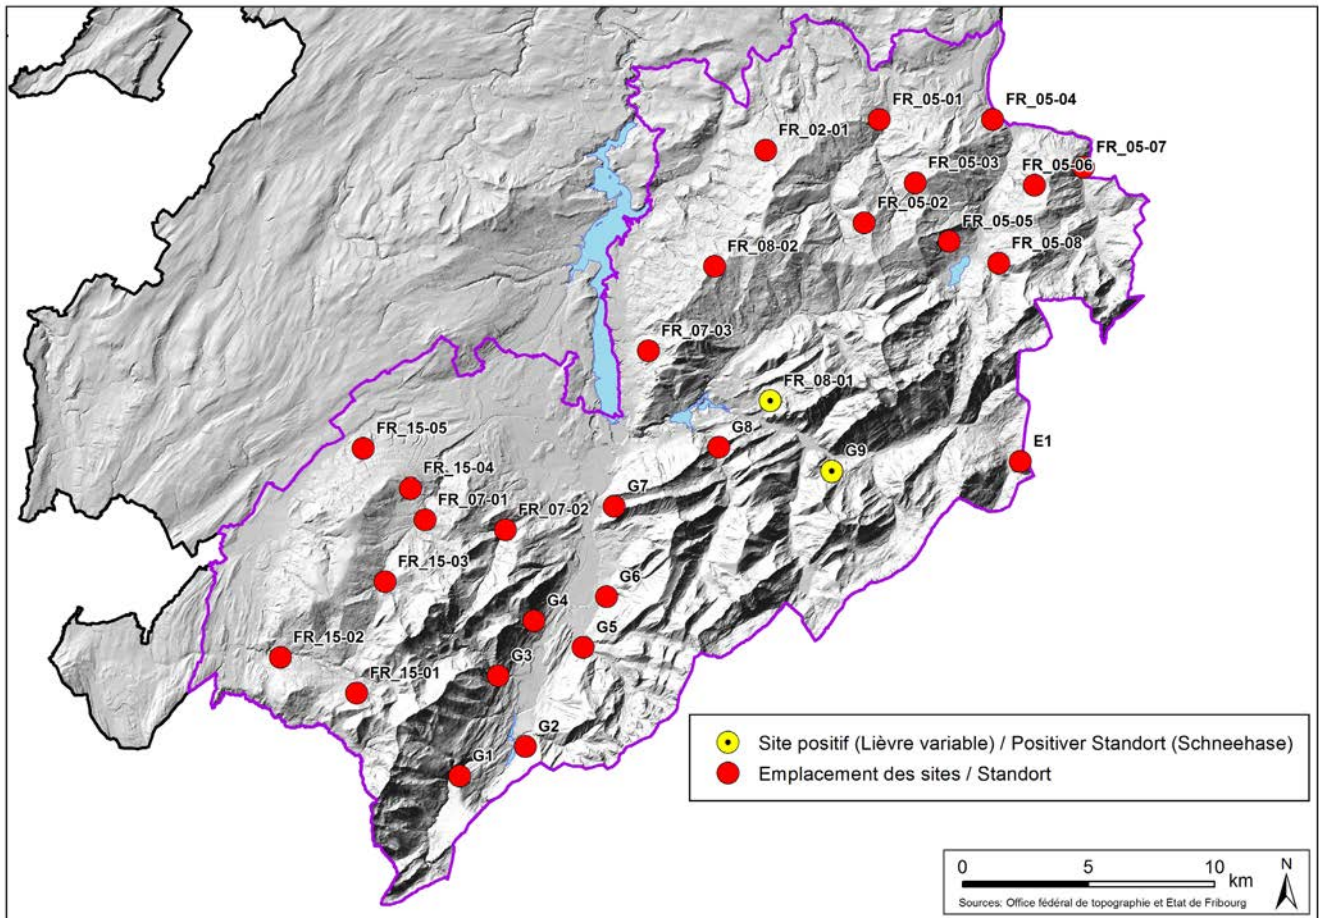 FR_05-01
FR_05-04
FR_02-01
FR_05-07
FR_05-03
FR_05-06
FR_05-02
FR_05-05
FR_08-02
FR_05-08
FR_07-03
FR_08-01
G8
G9
E1
FR_15-05
FR_15-04
FR_07-01
G7
FR_07-02
FR_15-03
G6
G4
G5
FR_15-02
FR_15-01
G3
G2
G1
Site positif (Lièvre variable) / Positiver Standort (Schneehase)
Emplacement des sites / Standort
0 5 10
km
N
Sources: Office fédéral de topographie et Etat de Fribourg